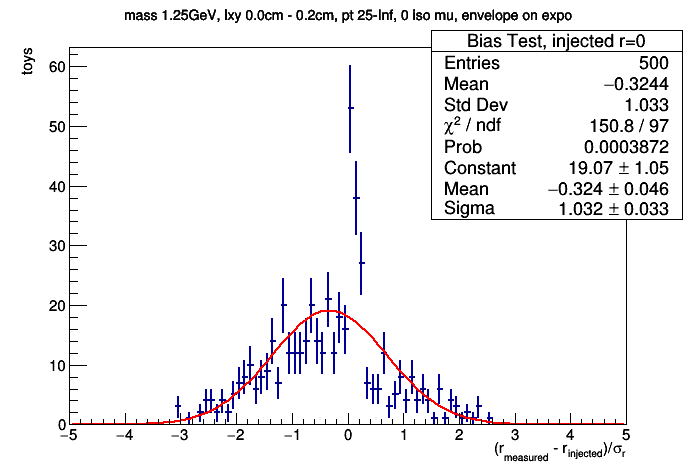 mass 1.25GeV, lxy 0.0cm - 0.2cm, pt 25-Inf, 0 Iso mu, envelope on expo
Bias Test, injected r=0
Entries 500
Mean −0.3244
Std Dev 1.033
χ² / ndf 150.8 / 97
Prob 0.0003872
Constant 19.07 ± 1.05
Mean −0.324 ± 0.046
Sigma 1.032 ± 0.033
toys
60
50
40
30
20
10
0
−5 −4 −3 −2 −1 0 1 2 3 4 5
(r_measured - r_injected)/σ_r